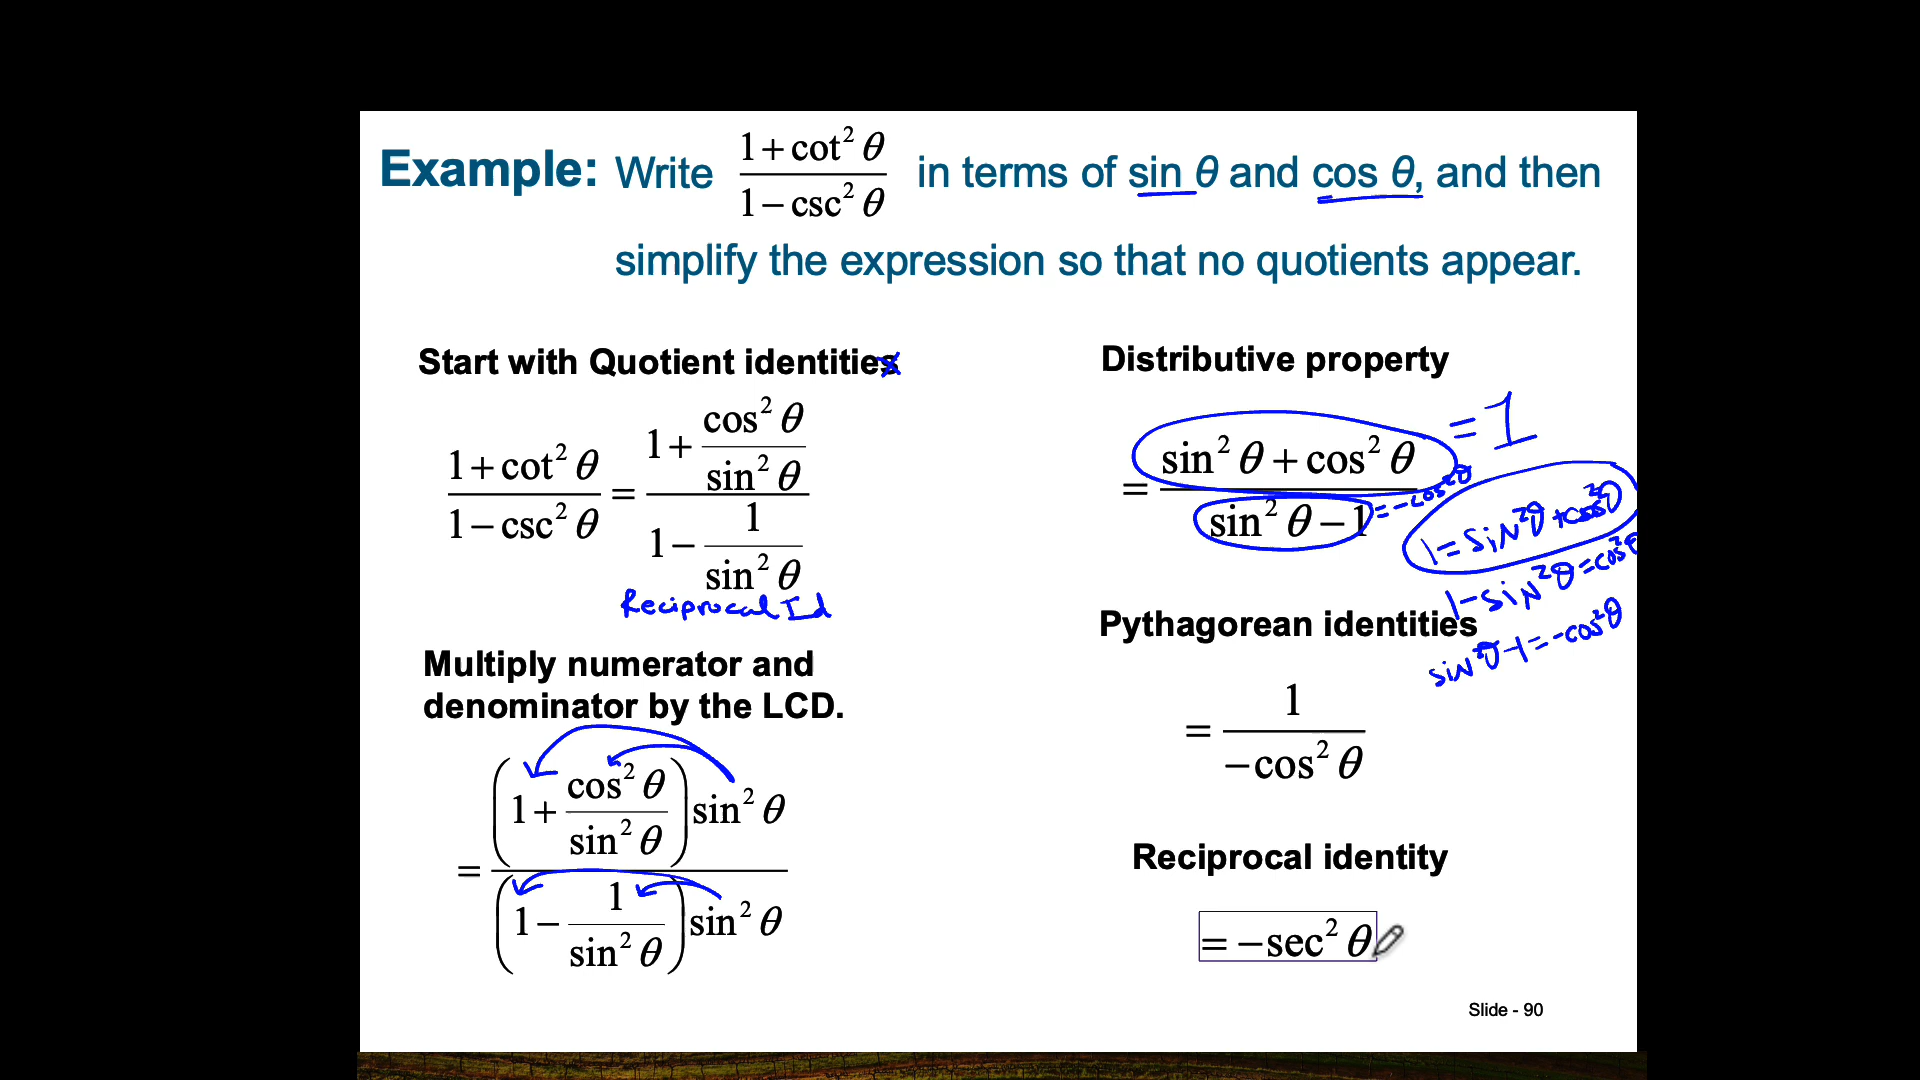 Example: Write (1 + cot² θ)/(1 − csc² θ) in terms of sin θ and cos θ, and then
simplify the expression so that no quotients appear.
Start with Quotient identities
(1 + cot² θ)/(1 − csc² θ) = (1 + cos² θ/sin² θ)/(1 − 1/sin² θ)
Reciprocal Id
Multiply numerator and
denominator by the LCD.
= ((1 + cos² θ/sin² θ) sin² θ)/((1 − 1/sin² θ) sin² θ)
Distributive property
= (sin² θ + cos² θ)/(sin² θ − 1)
= 1
= -cos²θ
1 = sin²θ + cos²θ
1 - sin²θ = cos²θ
sin²θ - 1 = -cos²θ
Pythagorean identities
= 1/(−cos² θ)
Reciprocal identity
= −sec² θ
Slide - 90